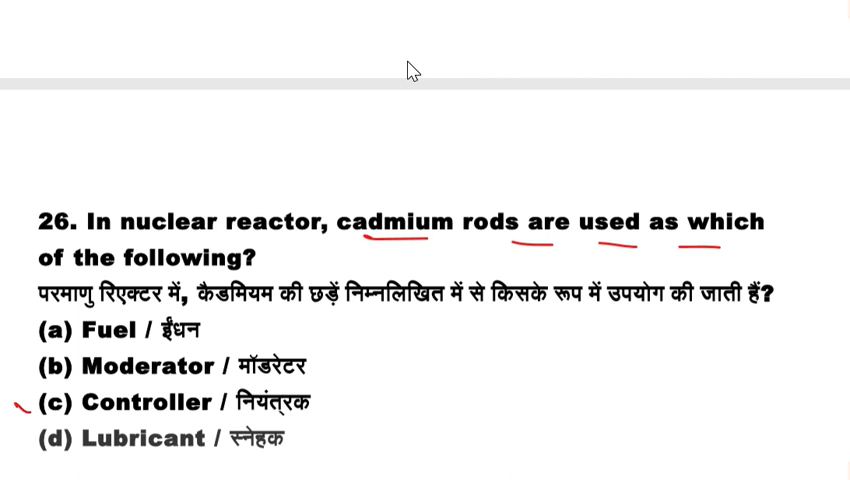 26. In nuclear reactor, cadmium rods are used as which
of the following?
परमाणु रिएक्टर में, कैडमियम की छड़ें निम्नलिखित में से किसके रूप में उपयोग की जाती हैं?
(a) Fuel / ईंधन
(b) Moderator / मॉडरेटर
(c) Controller / नियंत्रक
(d) Lubricant / स्नेहक